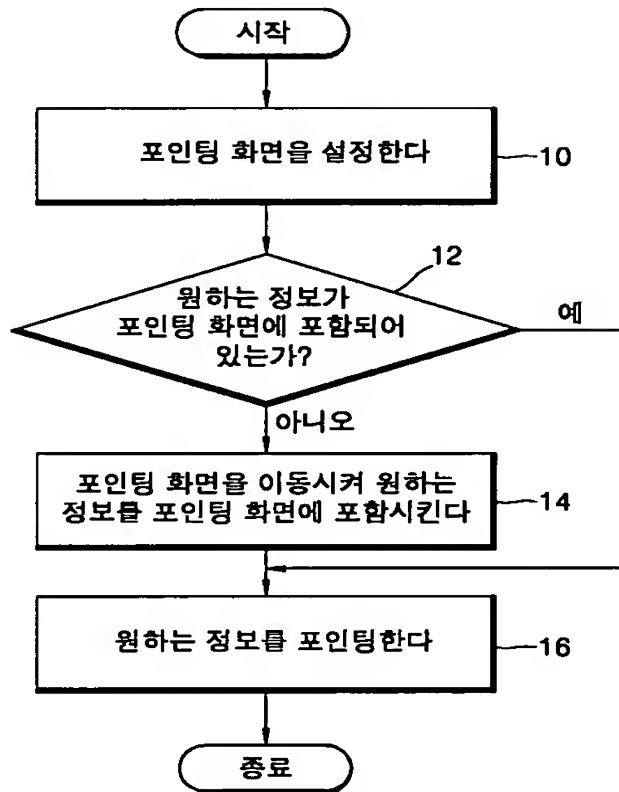 시작
포인팅 화면을 설정한다
10
12
원하는 정보가
포인팅 화면에 포함되어
있는가?
예
아니오
포인팅 화면을 이동시켜 원하는
정보를 포인팅 화면에 포함시킨다
14
원하는 정보를 포인팅한다
16
종료